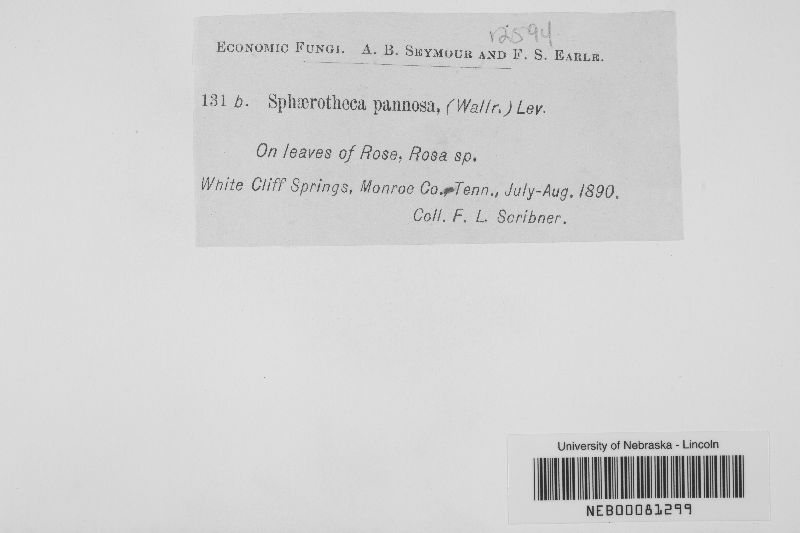 12594
ECONOMIC FUNGI. A. B. SEYMOUR AND F. S. EARLE.
131 b. Sphærotheca pannosa, (Wallr.) Lev.
On leaves of Rose, Rosa sp.
White Cliff Springs, Monroe Co., Tenn., July-Aug. 1890.
Coll. F. L. Scribner.
University of Nebraska - Lincoln
NEB00081299